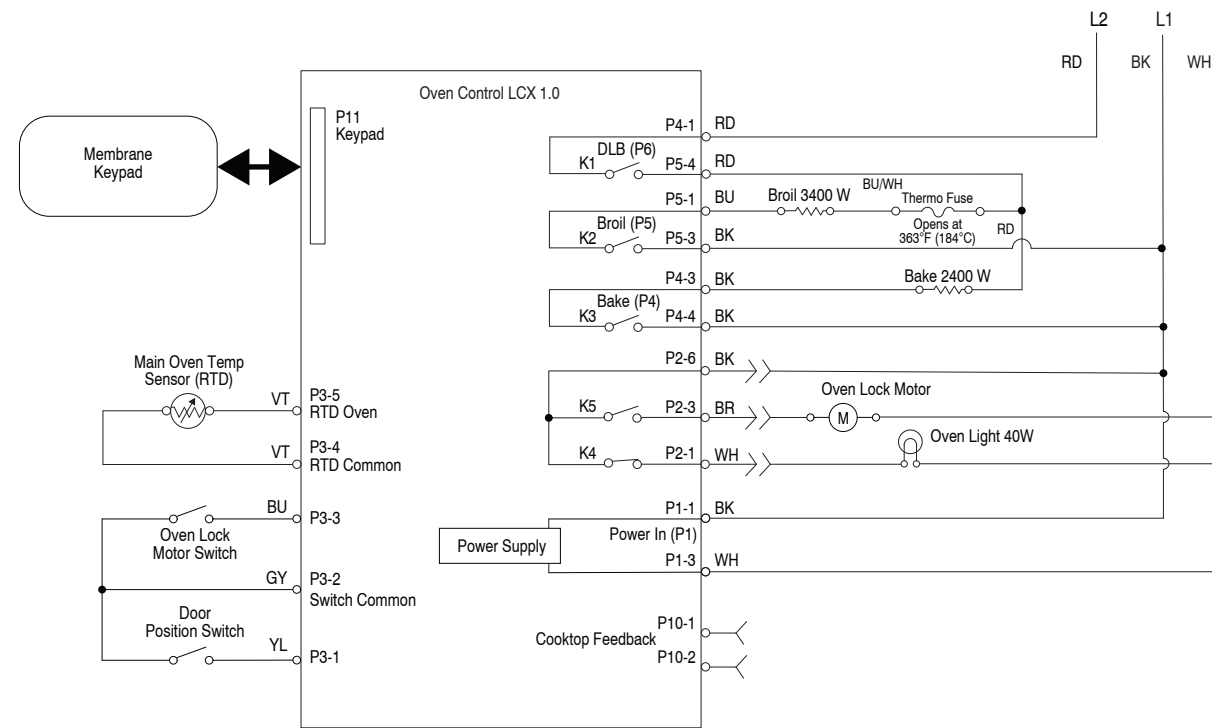 L2 L1
RD BK WH
Oven Control LCX 1.0
P11
Keypad
Membrane
Keypad
P4-1 RD
DLB (P6)
K1 P5-4 RD
P5-1 BU Broil 3400 W BU/WH Thermo Fuse
Opens at
363°F (184°C)
RD
Broil (P5)
K2 P5-3 BK
P4-3 BK Bake 2400 W
Bake (P4)
K3 P4-4 BK
P2-6 BK
Oven Lock Motor
K5 P2-3 BR M
Oven Light 40W
K4 P2-1 WH
Main Oven Temp
Sensor (RTD)
VT P3-5
RTD Oven
VT P3-4
RTD Common
BU P3-3
Oven Lock
Motor Switch
GY P3-2
Switch Common
Door
Position Switch
YL P3-1
P1-1 BK
Power In (P1)
Power Supply
P1-3 WH
P10-1
Cooktop Feedback
P10-2